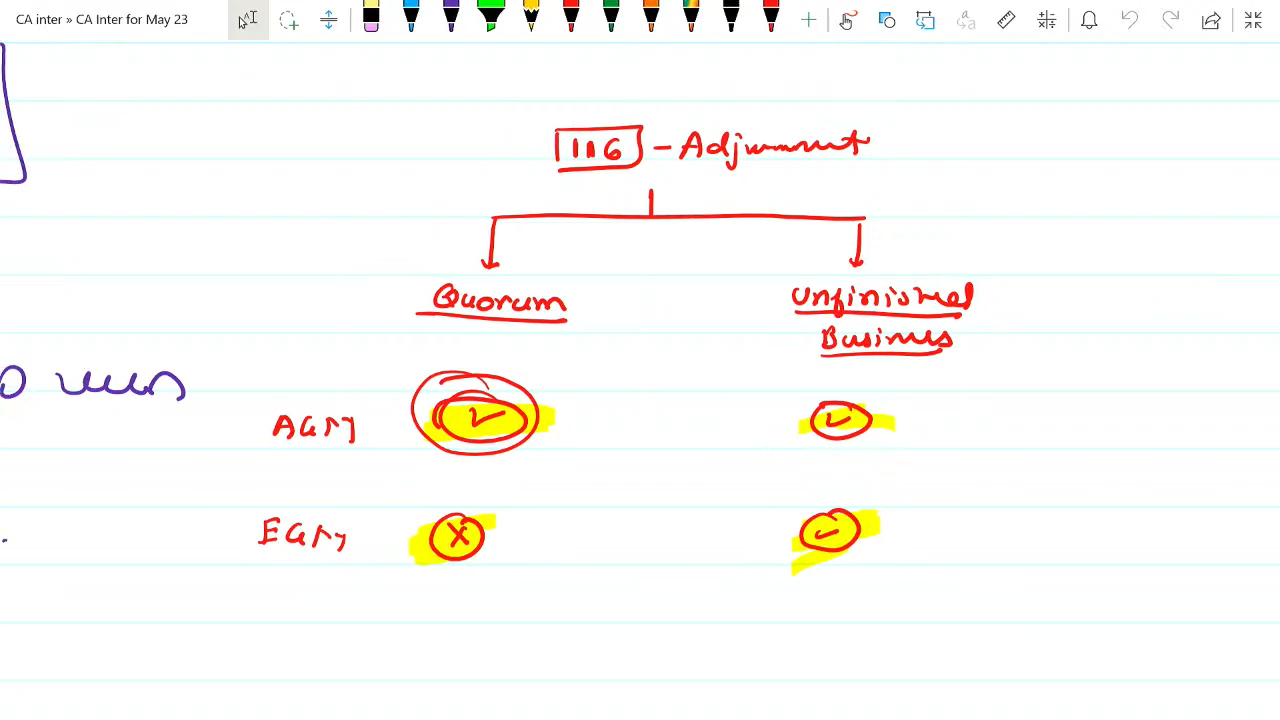 CA inter » CA Inter for May 23
116 - Adjournment
Quorum
Unfinished
Business
AGM
EGM